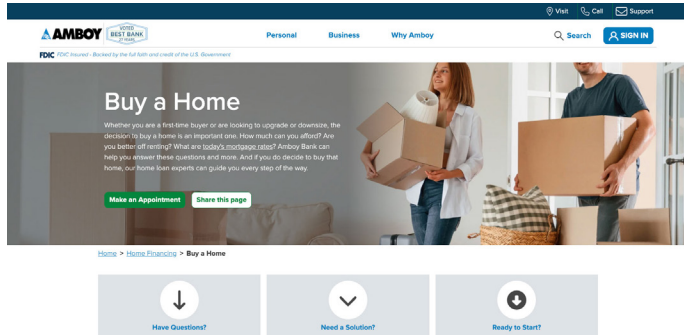 Visit Call Support
AMBOY
VOTED
BEST BANK
27 YEARS
Personal Business Why Amboy
Search SIGN IN
FDIC FDIC-Insured - Backed by the full faith and credit of the U.S. Government
Buy a Home
Whether you are a first-time buyer or are looking to upgrade or downsize, the
decision to buy a home is an important one. How much can you afford? Are
you better off renting? What are today's mortgage rates? Amboy Bank can
help you answer these questions and more. And if you do decide to buy that
home, our home loan experts can guide you every step of the way.
Make an Appointment Share this page
Home > Home Financing > Buy a Home
Have Questions? Need a Solution? Ready to Start?